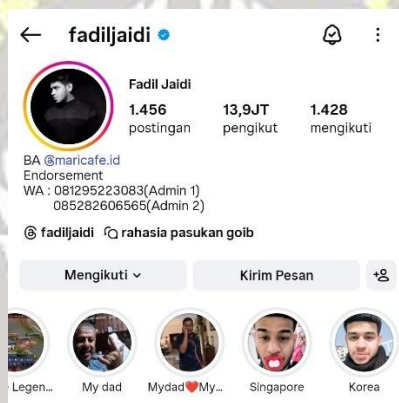 fadiljaidi
Fadil Jaidi
1.456 13,9JT 1.428
postingan pengikut mengikuti
BA @maricafe.id
Endorsement
WA : 081295223083(Admin 1)
085282606565(Admin 2)
fadiljaidi rahasia pasukan goib
Mengikuti Kirim Pesan
Legen... My dad Mydad❤️My... Singapore Korea